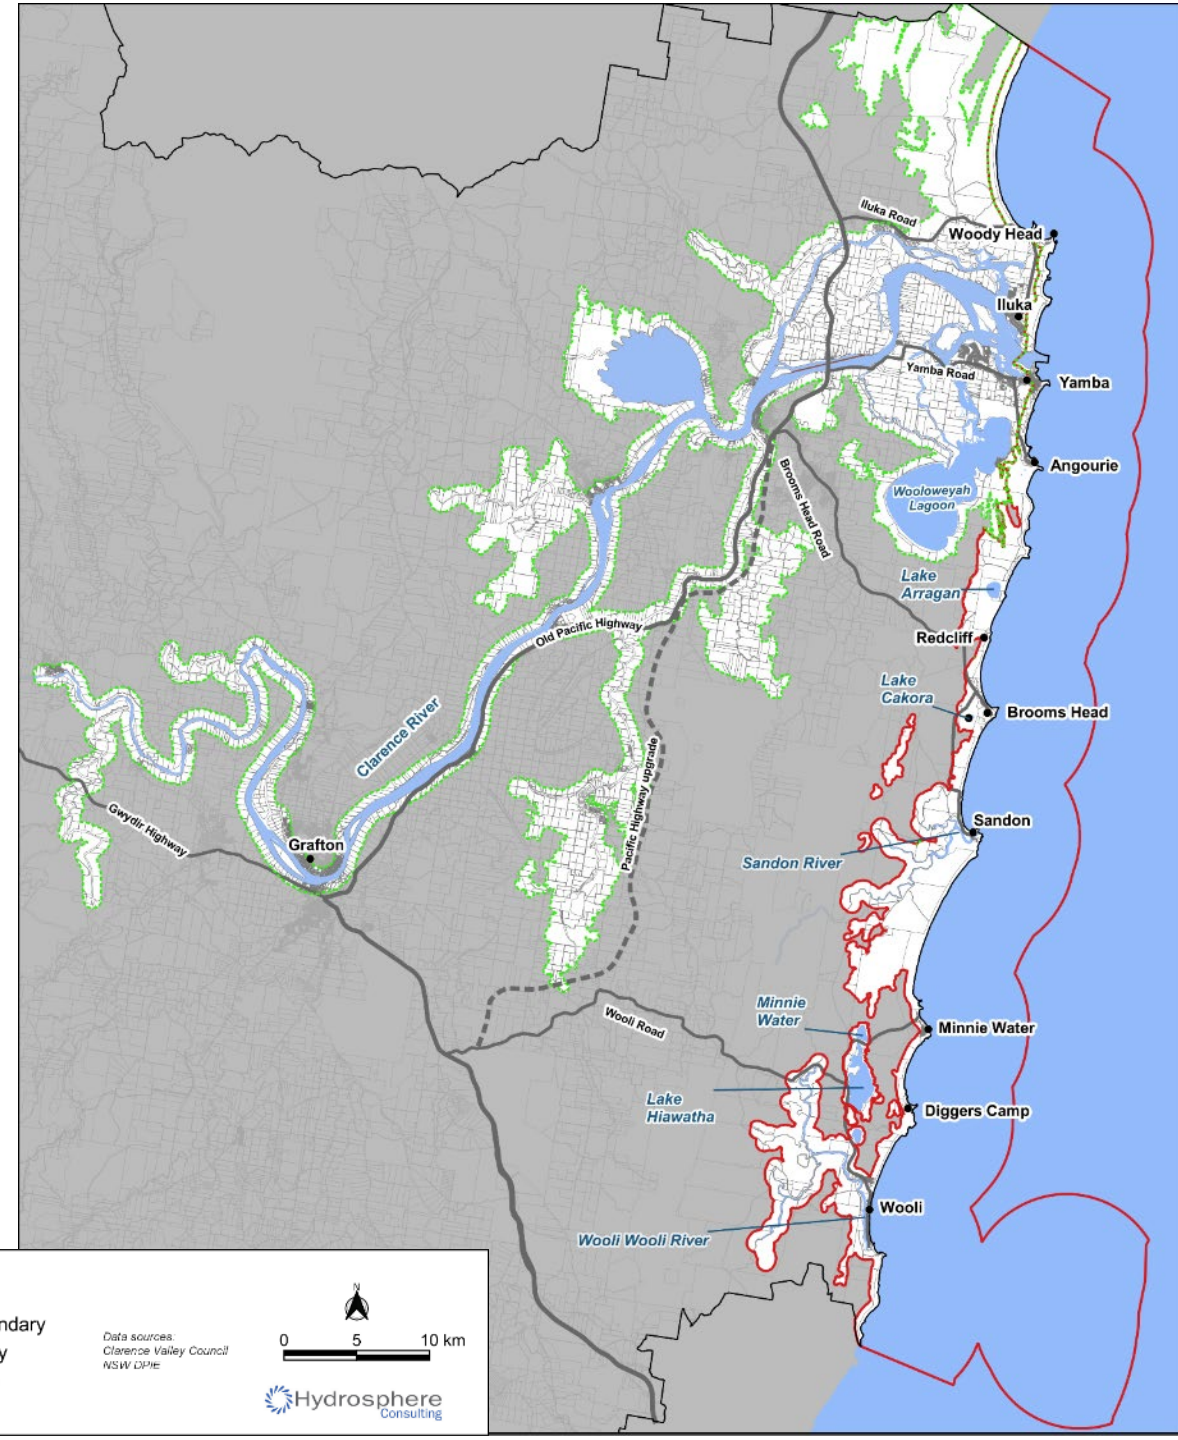 Iluka Road
Woody Head
Iluka
Yamba Road
Yamba
Angourie
Brooms Head Road
Wooloweyah
Lagoon
Lake
Arragan
Old Pacific Highway
Redcliff
Lake
Cakora
Clarence River
Brooms Head
Pacific Highway upgrade
Gwydir Highway
Grafton
Sandon
Sandon River
Minnie
Water
Wooli Road
Minnie Water
Lake
Hiawatha
Diggers Camp
Wooli
Wooli Wooli River
ndary
y
Data sources:
Clarence Valley Council
NSW DPIE
N
0 5 10 km
Hydrosphere
Consulting